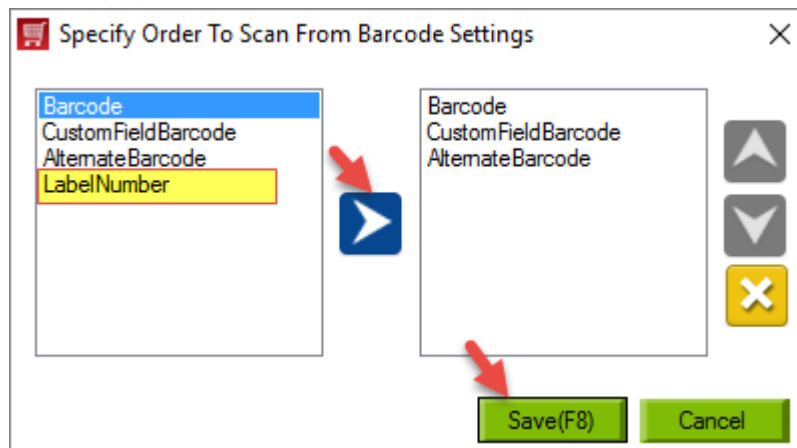 Specify Order To Scan From Barcode Settings
Barcode
CustomFieldBarcode
AlternateBarcode
LabelNumber
Barcode
CustomFieldBarcode
AlternateBarcode
Save(F8)
Cancel